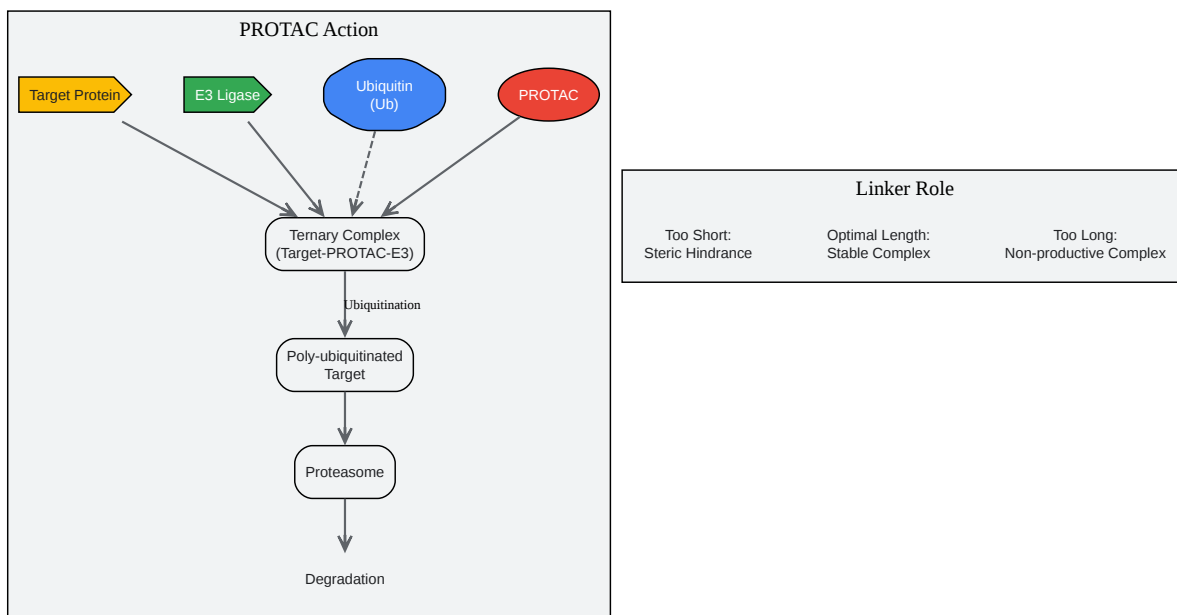 PROTAC Action
Target Protein
E3 Ligase
Ubiquitin
(Ub)
PROTAC
Ternary Complex
(Target-PROTAC-E3)
Ubiquitination
Poly-ubiquitinated
Target
Proteasome
Degradation
Linker Role
Too Short:
Steric Hindrance
Optimal Length:
Stable Complex
Too Long:
Non-productive Complex